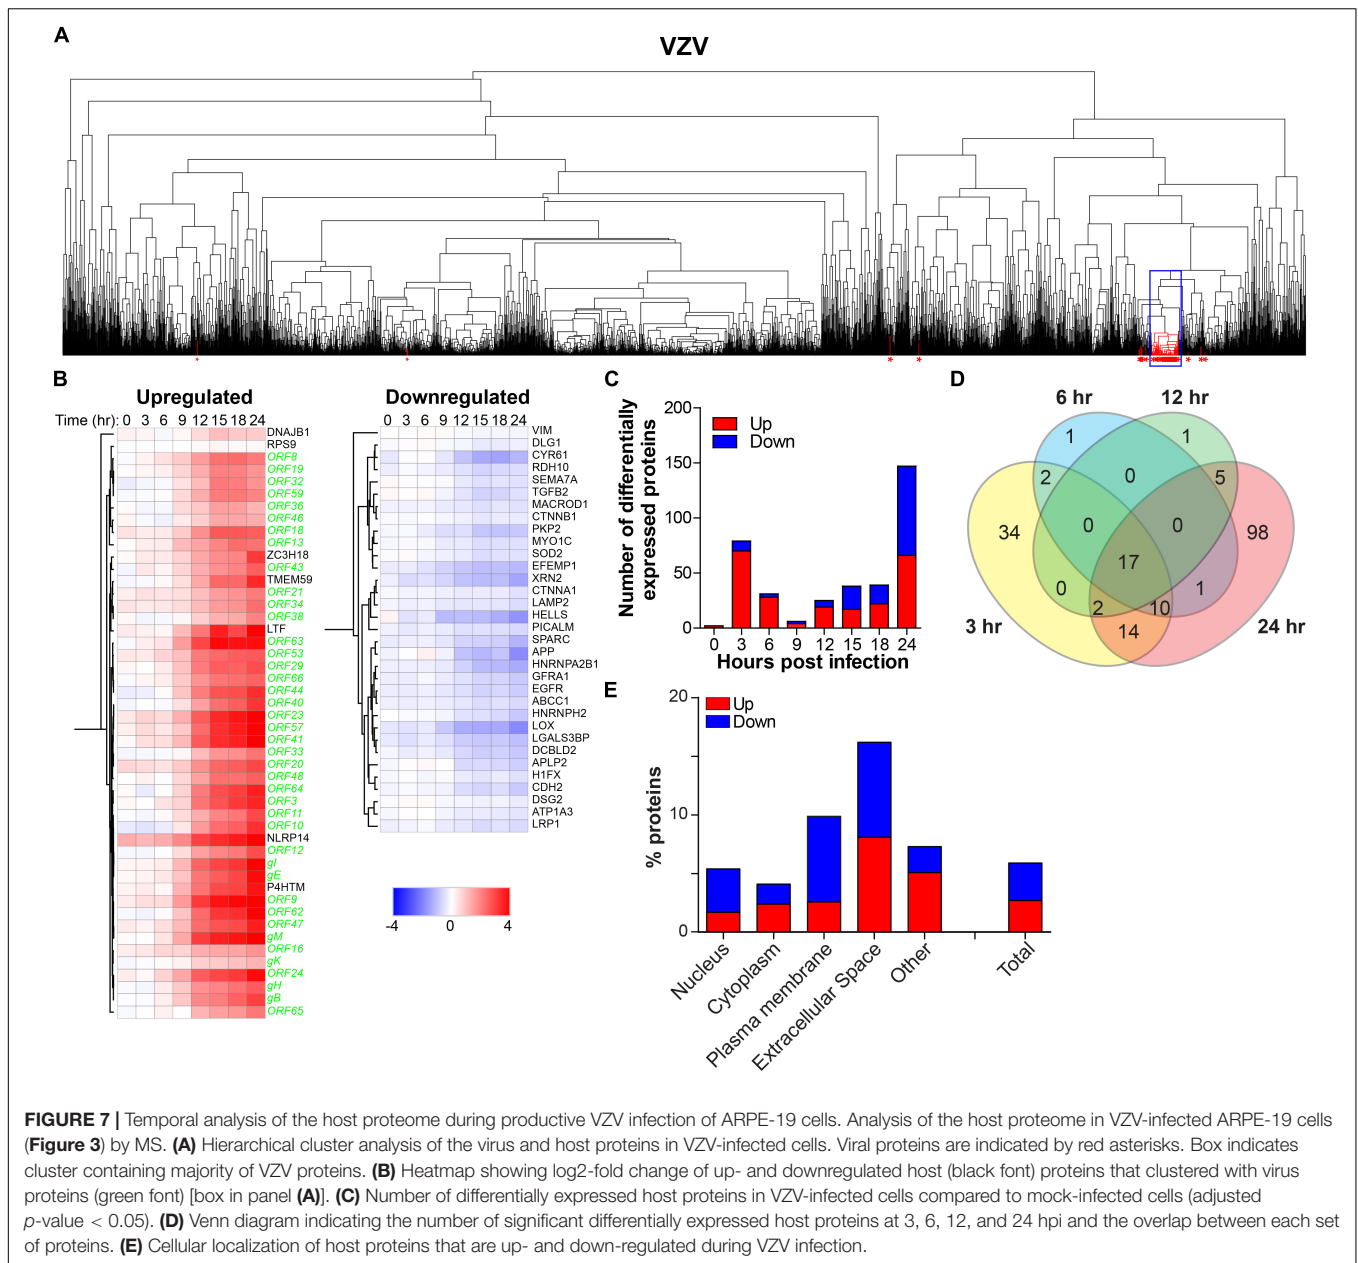 A
VZV
B
Upregulated
Time (hr): 0 3 6 9 12 15 18 24
DNAJB1
RPS9
ORF8
ORF19
ORF32
ORF59
ORF36
ORF46
ORF18
ORF13
ZC3H18
ORF43
TMEM59
ORF21
ORF34
ORF38
LTF
ORF63
ORF53
ORF29
ORF66
ORF44
ORF40
ORF23
ORF57
ORF41
ORF33
ORF20
ORF48
ORF64
ORF3
ORF11
ORF10
NLRP14
ORF12
gI
gE
P4HTM
ORF9
ORF62
ORF47
gM
ORF16
gK
ORF24
gH
gB
ORF65
Downregulated
0 3 6 9 12 15 18 24
VIM
DLG1
CYR61
RDH10
SEMA7A
TGFB2
MACROD1
CTNNB1
PKP2
MYO1C
SOD2
EFEMP1
XRN2
CTNNA1
LAMP2
HELLS
PICALM
SPARC
APP
HNRNPA2B1
GFRA1
EGFR
ABCC1
HNRNPH2
LOX
LGALS3BP
DCBLD2
APLP2
H1FX
CDH2
DSG2
ATP1A3
LRP1
-4 0 4
C
Number of differentially
expressed proteins
200
150
100
50
0
Up
Down
0 3 6 9 12 15 18 24
Hours post infection
D
6 hr 12 hr
1 1
2 0 5
34 0 0 98
17
0 2 10 1
14
3 hr 24 hr
E
% proteins
20
10
0
Up
Down
Nucleus
Cytoplasm
Plasma membrane
Extracellular Space
Other
Total
FIGURE 7 | Temporal analysis of the host proteome during productive VZV infection of ARPE-19 cells. Analysis of the host proteome in VZV-infected ARPE-19 cells
(Figure 3) by MS. (A) Hierarchical cluster analysis of the virus and host proteins in VZV-infected cells. Viral proteins are indicated by red asterisks. Box indicates
cluster containing majority of VZV proteins. (B) Heatmap showing log2-fold change of up- and downregulated host (black font) proteins that clustered with virus
proteins (green font) [box in panel (A)]. (C) Number of differentially expressed host proteins in VZV-infected cells compared to mock-infected cells (adjusted
p-value < 0.05). (D) Venn diagram indicating the number of significant differentially expressed host proteins at 3, 6, 12, and 24 hpi and the overlap between each set
of proteins. (E) Cellular localization of host proteins that are up- and down-regulated during VZV infection.